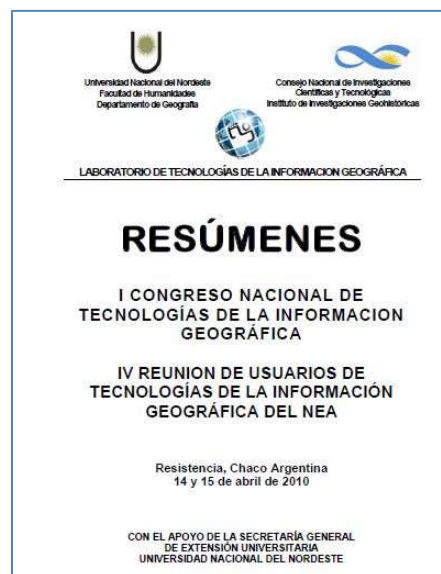 Universidad Nacional del Nordeste
Facultad de Humanidades
Departamento de Geografía
Consejo Nacional de Investigaciones
Científicas y Tecnológicas
Instituto de Investigaciones Geohistóricas
LABORATORIO DE TECNOLOGÍAS DE LA INFORMACION GEOGRÁFICA
RESÚMENES
I CONGRESO NACIONAL DE
TECNOLOGÍAS DE LA INFORMACION
GEOGRÁFICA
IV REUNION DE USUARIOS DE
TECNOLOGÍAS DE LA INFORMACIÓN
GEOGRÁFICA DEL NEA
Resistencia, Chaco Argentina
14 y 15 de abril de 2010
CON EL APOYO DE LA SECRETARÍA GENERAL
DE EXTENSIÓN UNIVERSITARIA
UNIVERSIDAD NACIONAL DEL NORDESTE